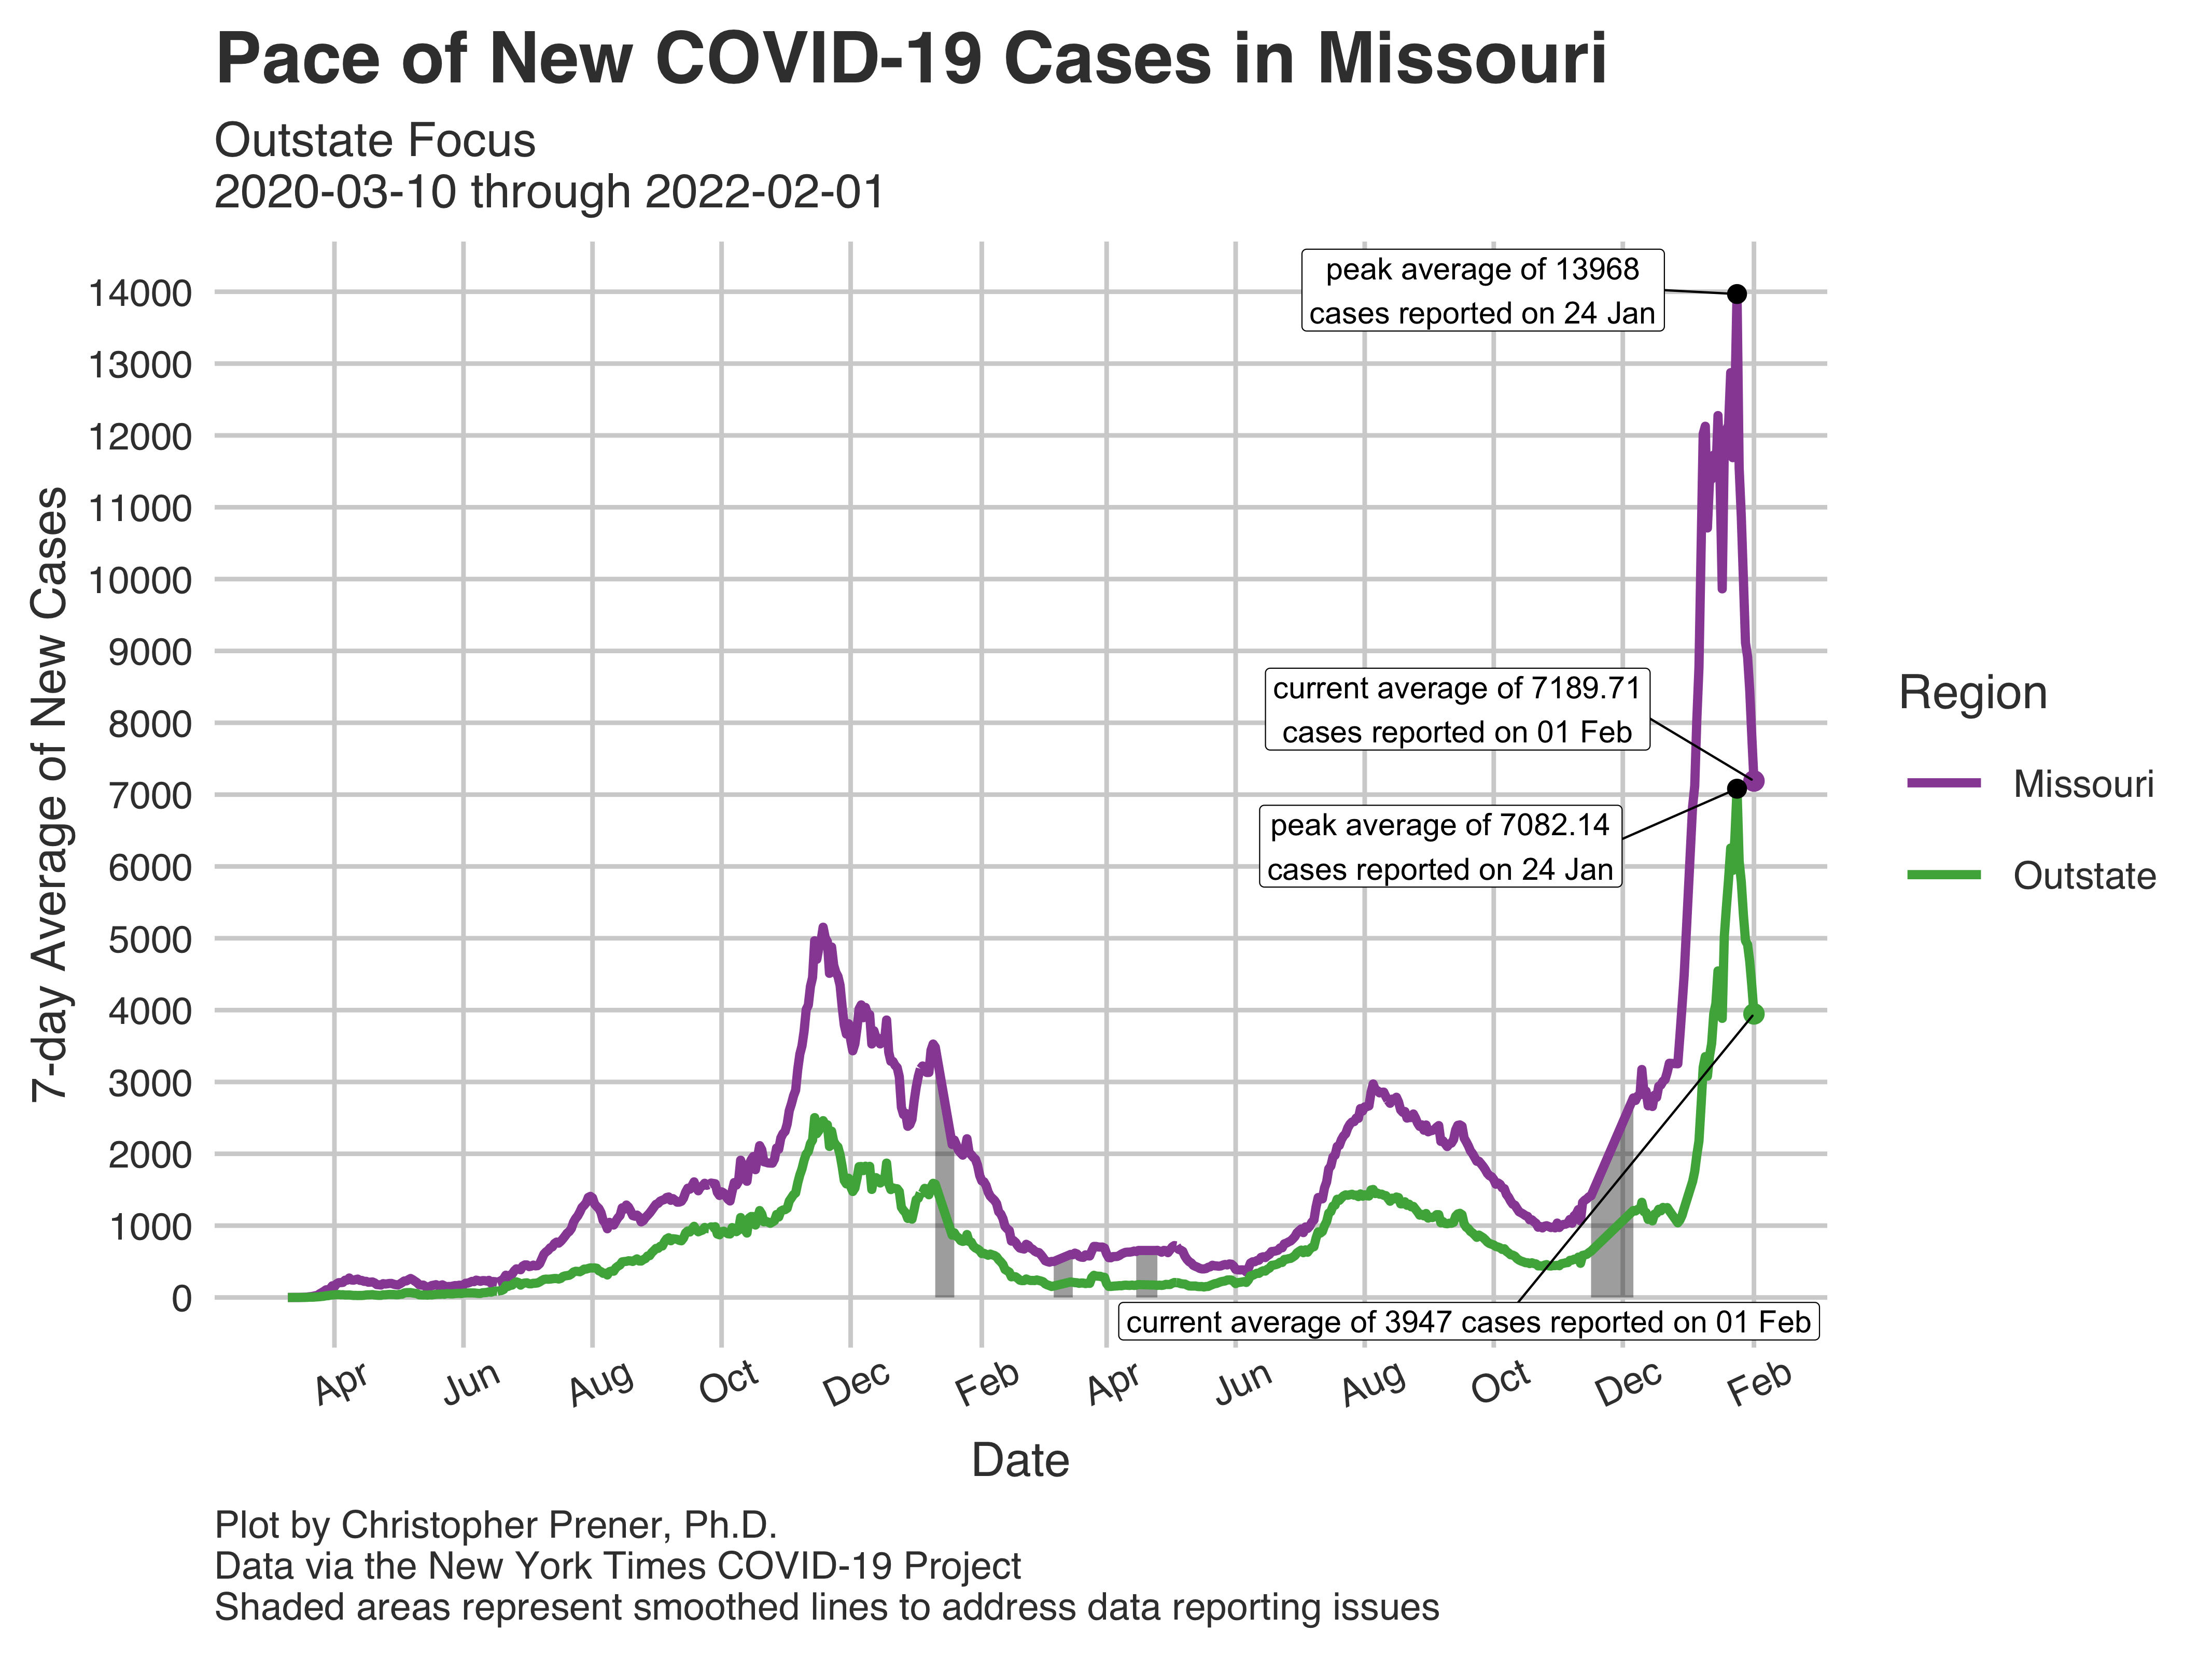 Pace of New COVID-19 Cases in Missouri
Outstate Focus
2020-03-10 through 2022-02-01
7-day Average of New Cases
14000
13000
12000
11000
10000
9000
8000
7000
6000
5000
4000
3000
2000
1000
0
peak average of 13968
cases reported on 24 Jan
current average of 7189.71
cases reported on 01 Feb
peak average of 7082.14
cases reported on 24 Jan
current average of 3947 cases reported on 01 Feb
Region
Missouri
Outstate
Apr
Jun
Aug
Oct
Dec
Feb
Apr
Jun
Aug
Oct
Dec
Feb
Date
Plot by Christopher Prener, Ph.D.
Data via the New York Times COVID-19 Project
Shaded areas represent smoothed lines to address data reporting issues